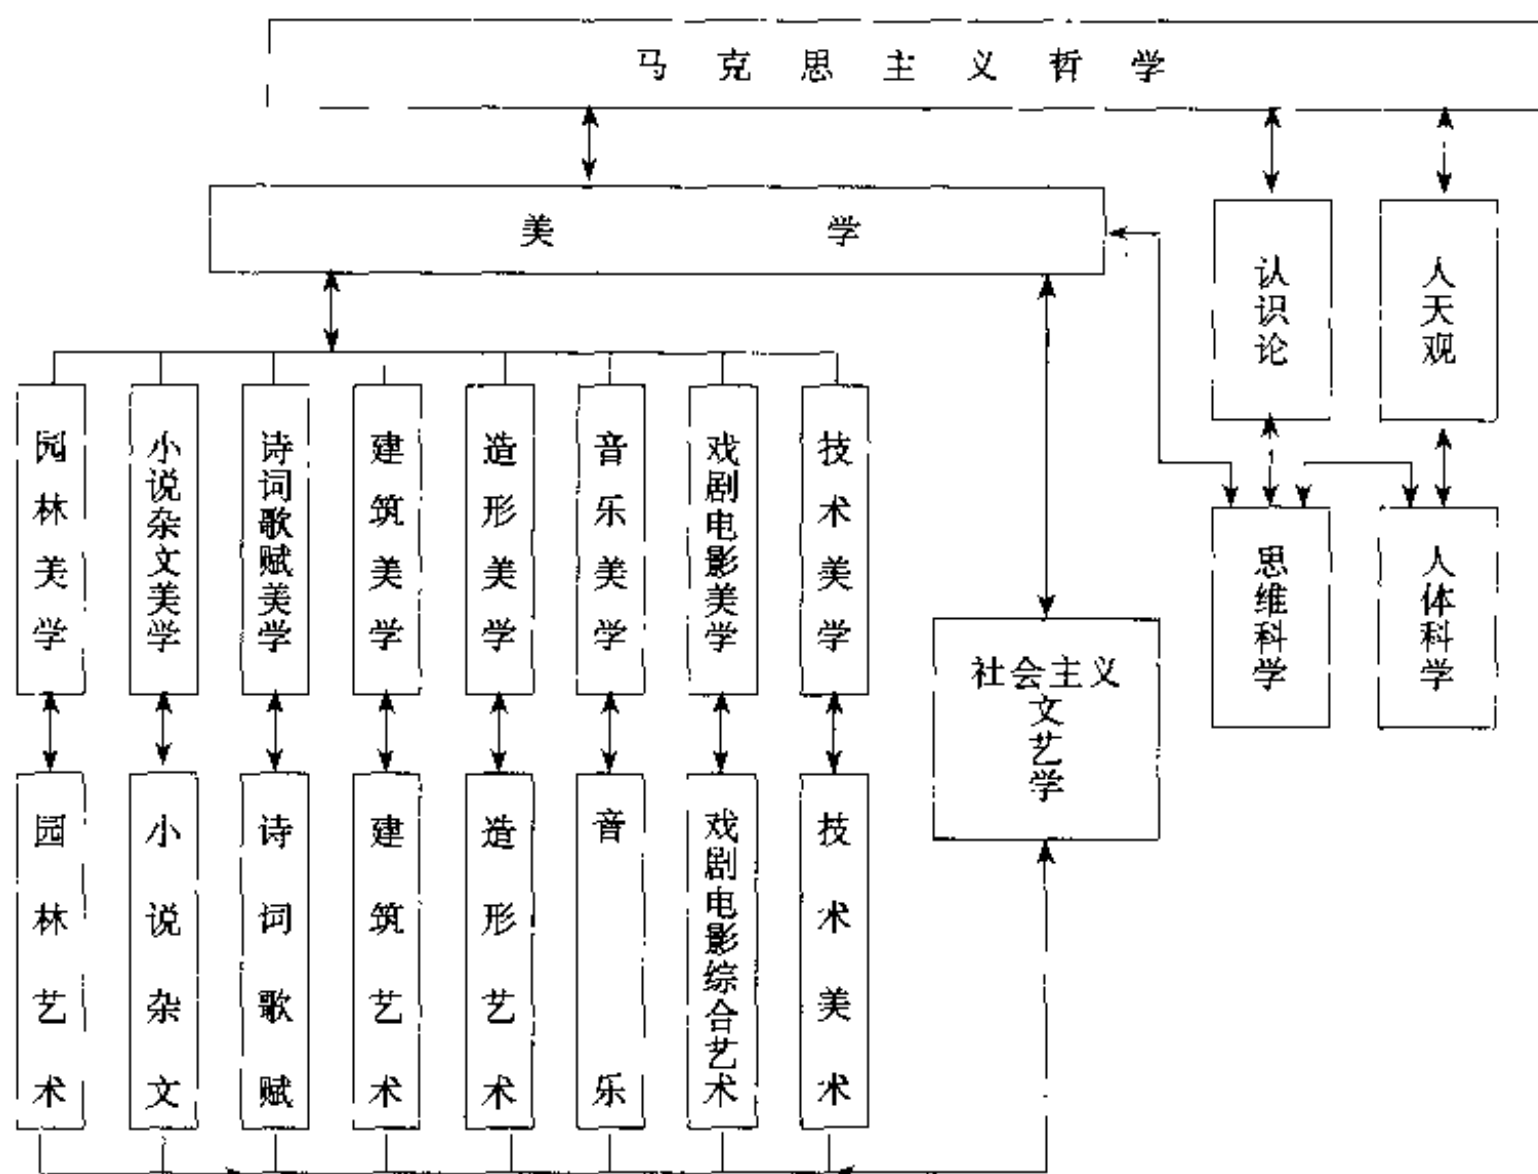 马克思主义哲学
美学
认识论
人天观
园林美学
小说杂文美学
诗词歌赋美学
建筑美学
造形美学
音乐美学
戏剧电影美学
技术美学
思维科学
人体科学
社会主义
文艺学
园林艺术
小说杂文
诗词歌赋
建筑艺术
造形艺术
音乐
戏剧电影综合艺术
技术美术